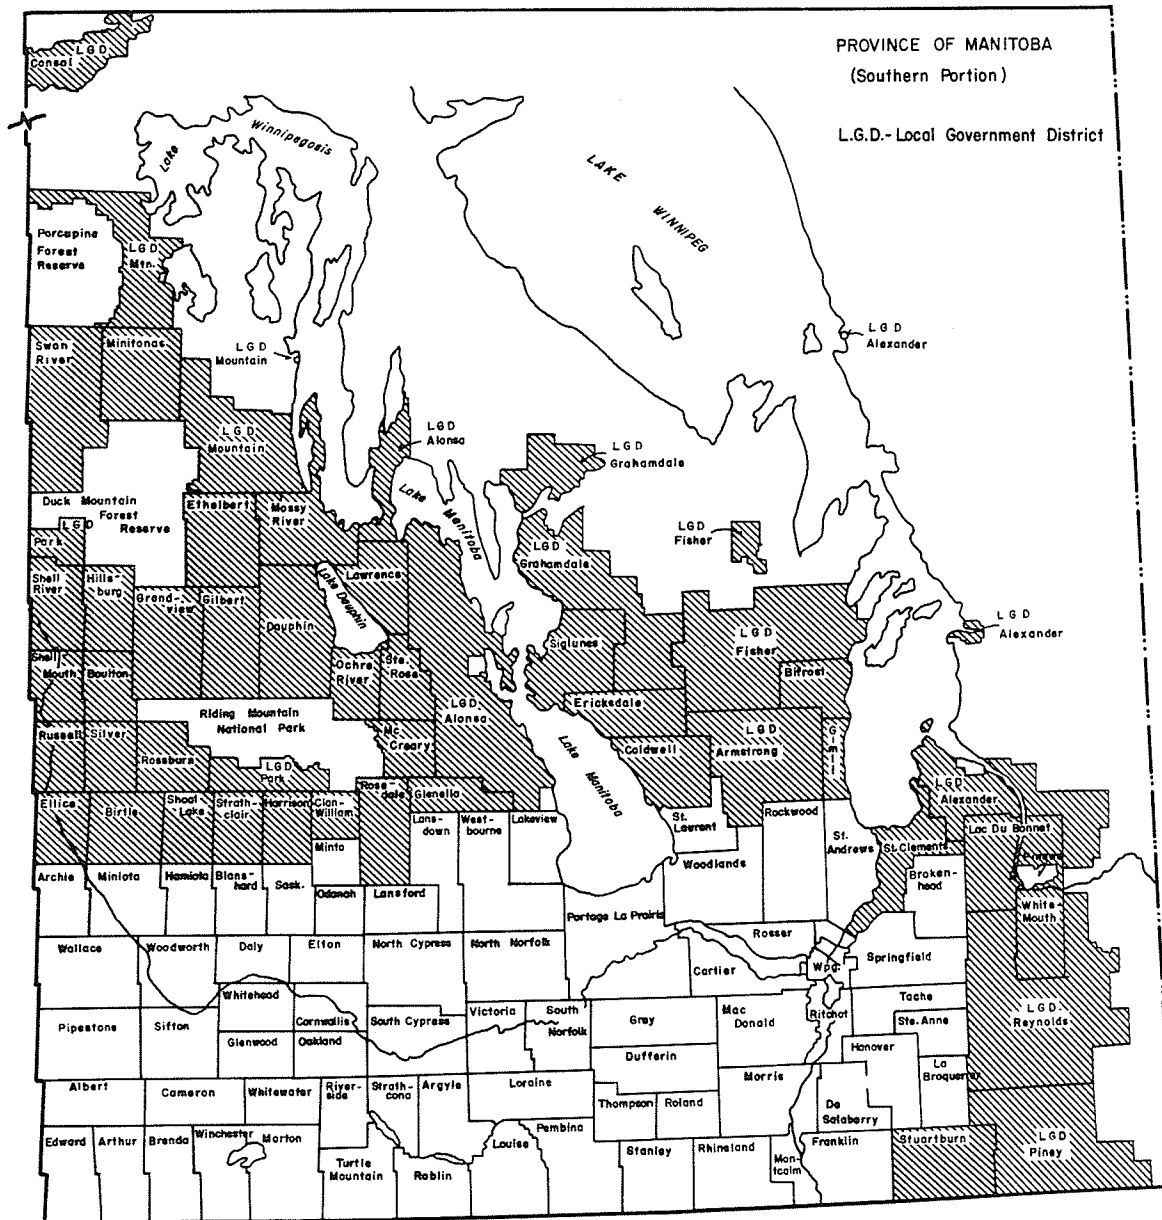 PROVINCE OF MANITOBA
(Southern Portion)
L.G.D.-Local Government District
LGD
Consol
Lake Winnipegosis
LAKE WINNIPEG
Porcupine
Forest
Reserve
LGD
Mtn.
LGD
Alexander
Swan
River
Minitonas
LGD
Mountain
LGD
Mountain
LGD
Alonsa
LGD
Grahamdale
Lake Manitoba
Duck Mountain
Forest
Reserve
LGD
Park
Ethelbert
Mossy
River
LGD
Fisher
LGD
Grahamdale
Shell
River
Hills-
burg
Grand-
view
Gilbert
Dauphin
Lake Dauphin
Lawrence
Siglunes
LGD
Fisher
LGD
Alexander
Shell
Mouth
Boulton
Ochre
River
Ste.
Rose
Bifrost
Riding Mountain
National Park
LGD
Alonsa
Ericksdale
Russell
Silver
Rossburn
LGD
Park
Mc
Creary
Lake Manitoba
Coldwell
LGD
Armstrong
Gimli
Ellice
Birtle
Shoal
Lake
Strath-
clair
Harrison
Clan-
William
Rose-
dale
Glenella
LGD
Alexander
Minto
Lans-
down
West-
bourne
Lakeview
St.
Lawrent
Rockwood
St.
Andrews
St. Clements
Lac Du Bonnet
Pinawa
Woodlands
Broken-
head
White-
Mouth
Archie
Miniota
Hamiota
Blans-
hard
Sask.
Odanah
Lansford
Portage La Prairie
Wallace
Woodworth
Daly
Elton
North Cypress
North Norfolk
Rosser
Cartier
Wpg.
Springfield
Whitehead
Cornwallis
South Cypress
Victoria
South
Norfolk
Grey
Mac
Donald
Ritchot
Tache
Ste. Anne
LGD.
Reynolds
Pipestone
Sifton
Glenwood
Oakland
Dufferin
Hanover
La
Broquerre
Albert
Cameron
Whitewater
River-
side
Strath-
cona
Argyle
Loraine
Thompson
Roland
Morris
De
Salaberry
Edward
Arthur
Brenda
Winchester
Morton
Turtle
Mountain
Roblin
Louise
Pembina
Stanley
Rhineland
Mon-
tcalm
Franklin
Stuartburn
LGD
Piney